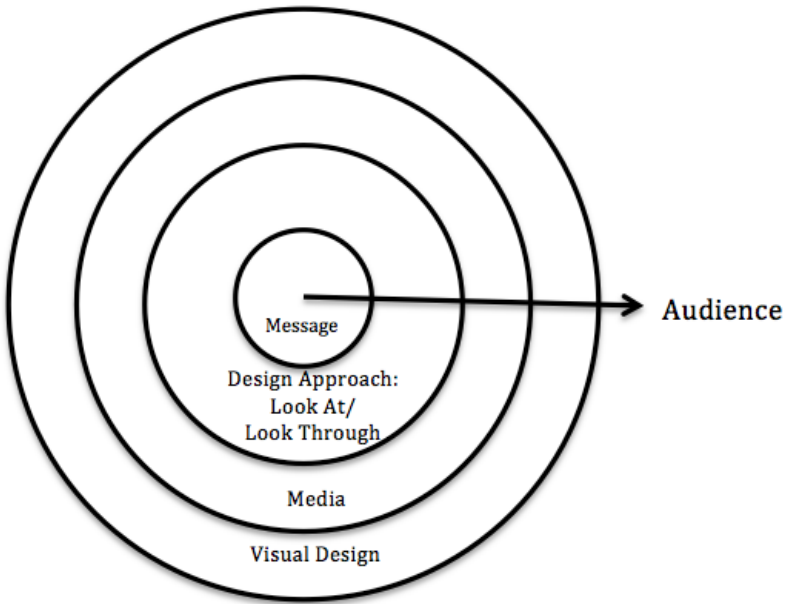 Audience
Message
Design Approach:
Look At/
Look Through
Media
Visual Design